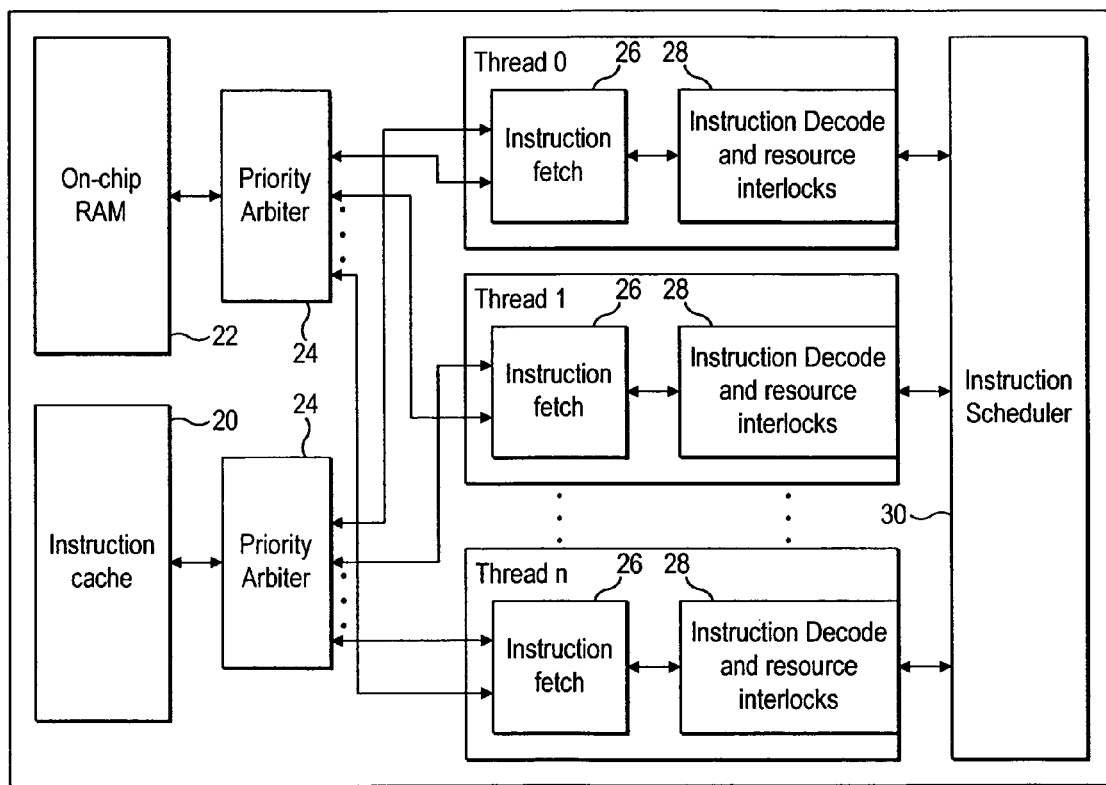 On-chip
RAM
22
Priority
Arbiter
24
Instruction
cache
20
Priority
Arbiter
24
Thread 0
26
28
Instruction
fetch
Instruction Decode
and resource
interlocks
Thread 1
26
28
Instruction
fetch
Instruction Decode
and resource
interlocks
Thread n
26
28
Instruction
fetch
Instruction Decode
and resource
interlocks
Instruction
Scheduler
30